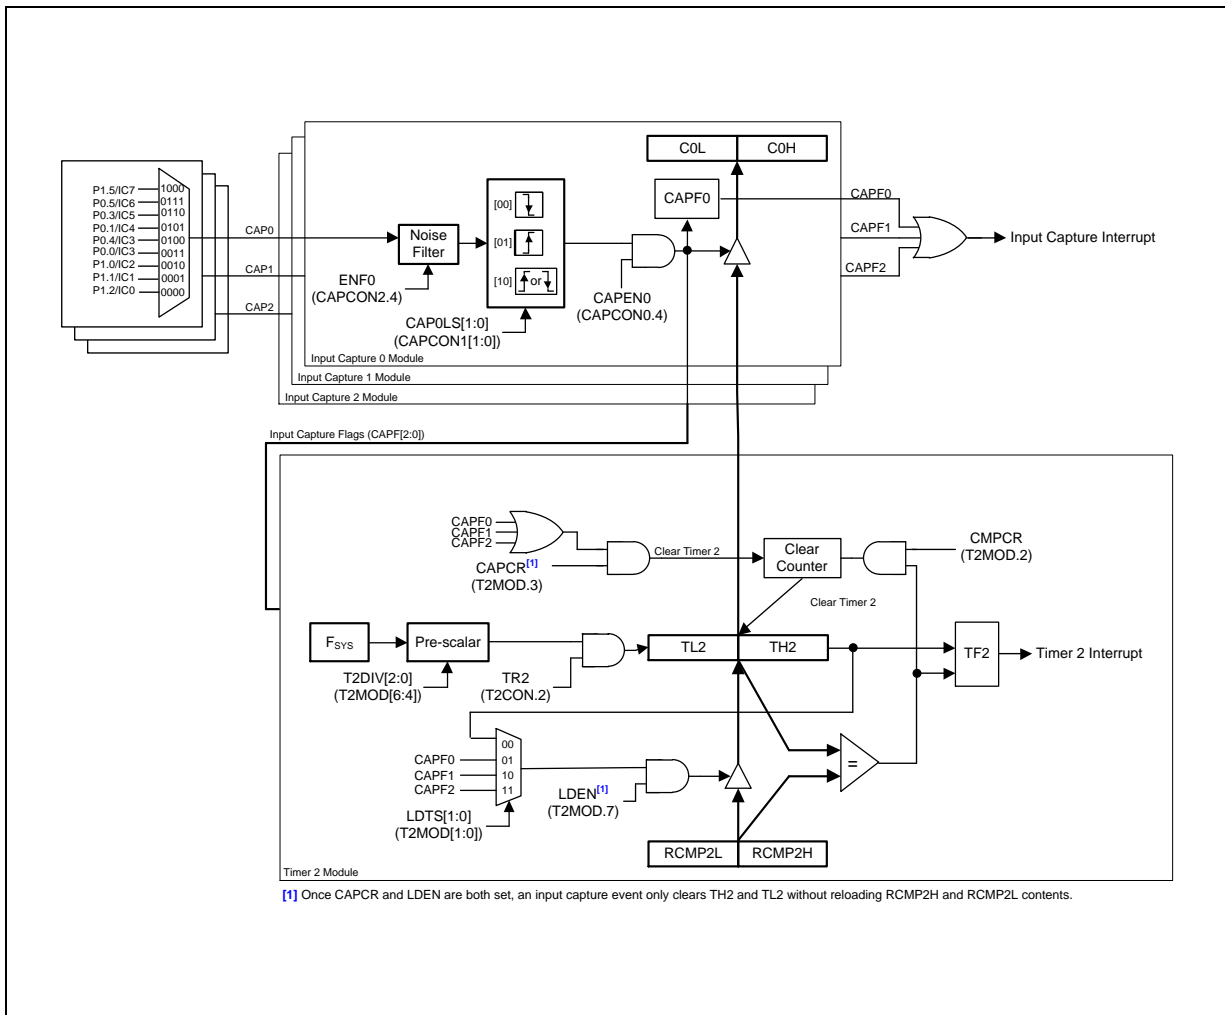 C0L C0H
P1.5/IC7 1000
P0.5/IC6 0111
P0.3/IC5 0110
P0.1/IC4 0101
P0.4/IC3 0100
P0.0/IC3 0011
P1.0/IC2 0010
P1.1/IC1 0001
P1.2/IC0 0000
CAP0
CAP1
CAP2
Noise
Filter
ENF0
(CAPCON2.4)
[00]
[01]
[10] or
CAP0LS[1:0]
(CAPCON1[1:0])
CAPEN0
(CAPCON0.4)
CAPF0
CAPF0
CAPF1
CAPF2
Input Capture Interrupt
Input Capture 0 Module
Input Capture 1 Module
Input Capture 2 Module
Input Capture Flags (CAPF[2:0])
CAPF0
CAPF1
CAPF2
CAPCR[1]
(T2MOD.3)
Clear Timer 2
Clear
Counter
CMPCR
(T2MOD.2)
Clear Timer 2
FSYS
Pre-scalar
T2DIV[2:0]
(T2MOD[6:4])
TR2
(T2CON.2)
TL2 TH2
TF2
Timer 2 Interrupt
00
CAPF0 01
CAPF1 10
CAPF2 11
LDTS[1:0]
(T2MOD[1:0])
LDEN[1]
(T2MOD.7)
=
RCMP2L RCMP2H
Timer 2 Module
[1] Once CAPCR and LDEN are both set, an input capture event only clears TH2 and TL2 without reloading RCMP2H and RCMP2L contents.